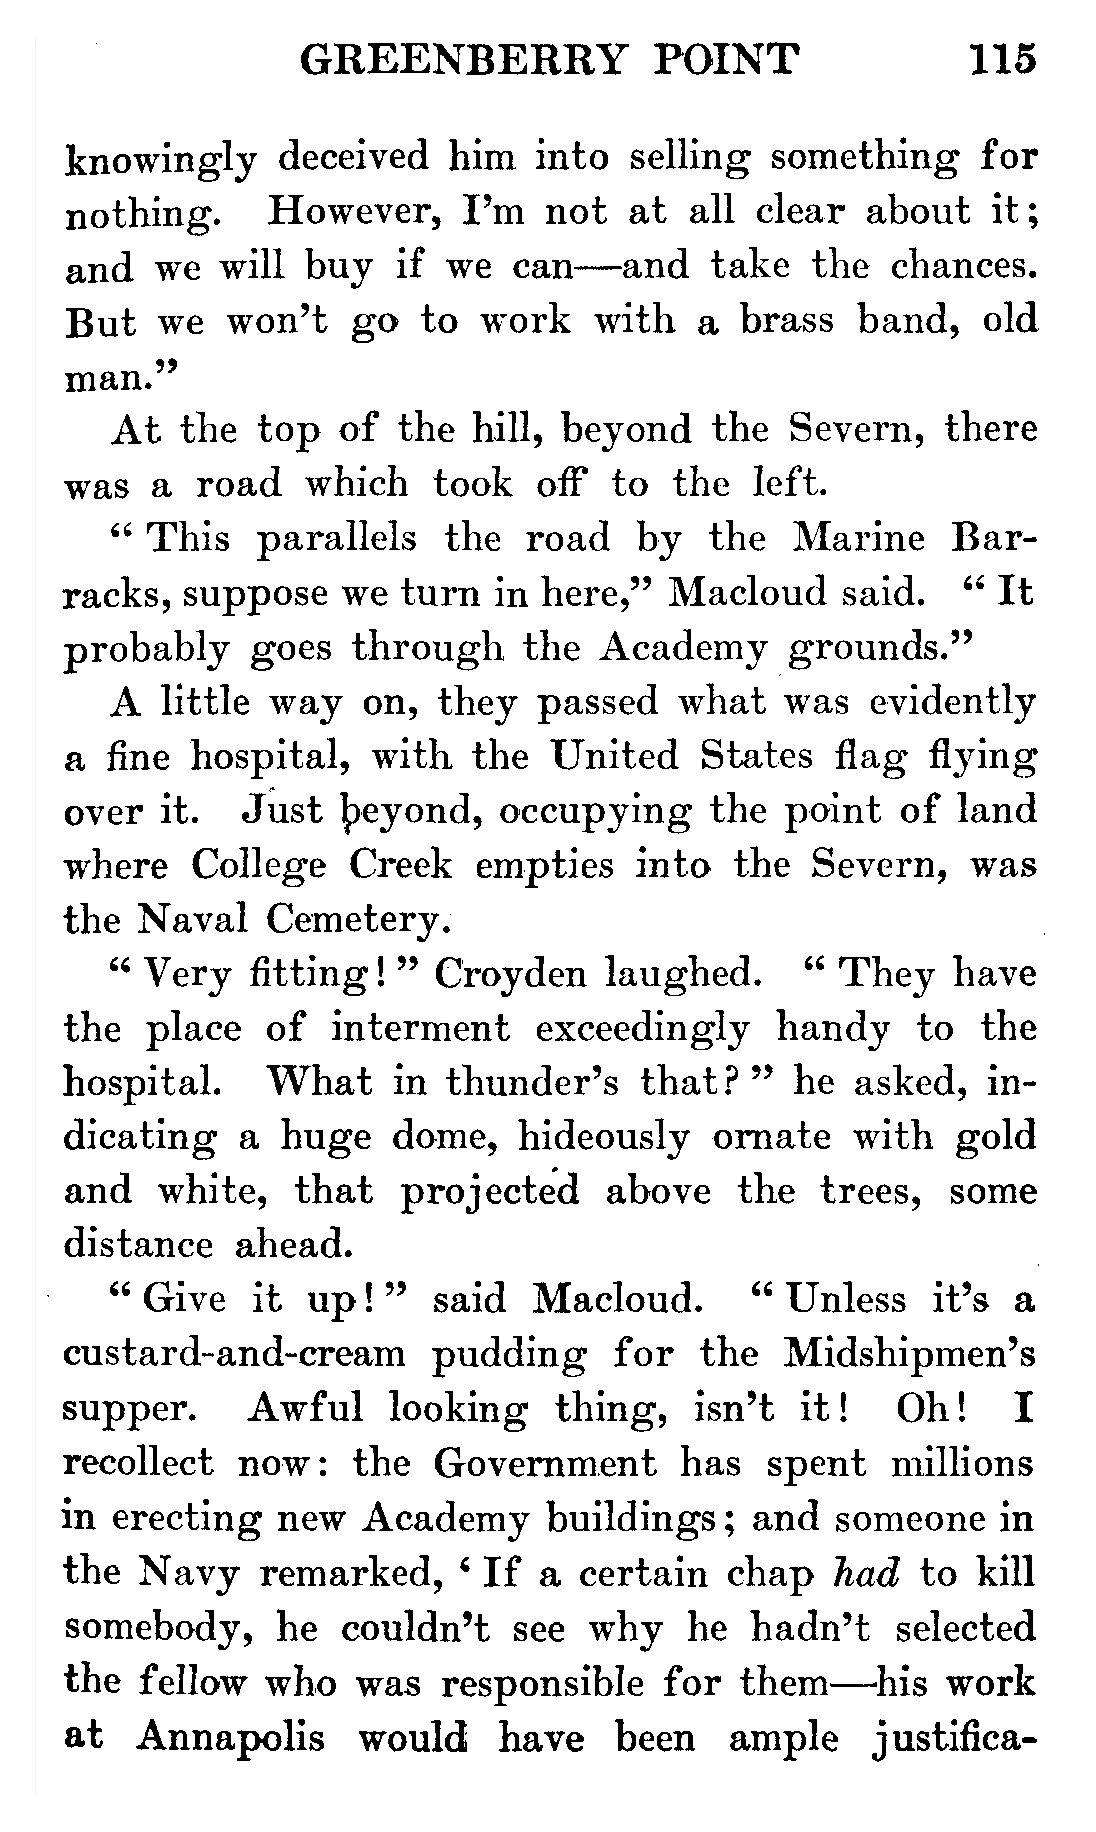 GREENBERRY POINT 115
knowingly deceived him into selling something for
nothing. However, I'm not at all clear about it;
and we will buy if we can—and take the chances.
But we won't go to work with a brass band, old
man."
At the top of the hill, beyond the Severn, there
was a road which took off to the left.
" This parallels the road by the Marine Bar-
racks, suppose we turn in here," Macloud said. " It
probably goes through the Academy grounds."
A little way on, they passed what was evidently
a fine hospital, with the United States flag flying
over it. Just beyond, occupying the point of land
where College Creek empties into the Severn, was
the Naval Cemetery.
" Very fitting! " Croyden laughed. " They have
the place of interment exceedingly handy to the
hospital. What in thunder's that? " he asked, in-
dicating a huge dome, hideously ornate with gold
and white, that projected above the trees, some
distance ahead.
" Give it up! " said Macloud. " Unless it's a
custard-and-cream pudding for the Midshipmen's
supper. Awful looking thing, isn't it! Oh! I
recollect now: the Government has spent millions
in erecting new Academy buildings; and someone in
the Navy remarked, ' If a certain chap had to kill
somebody, he couldn't see why he hadn't selected
the fellow who was responsible for them—his work
at Annapolis would have been ample justifica-